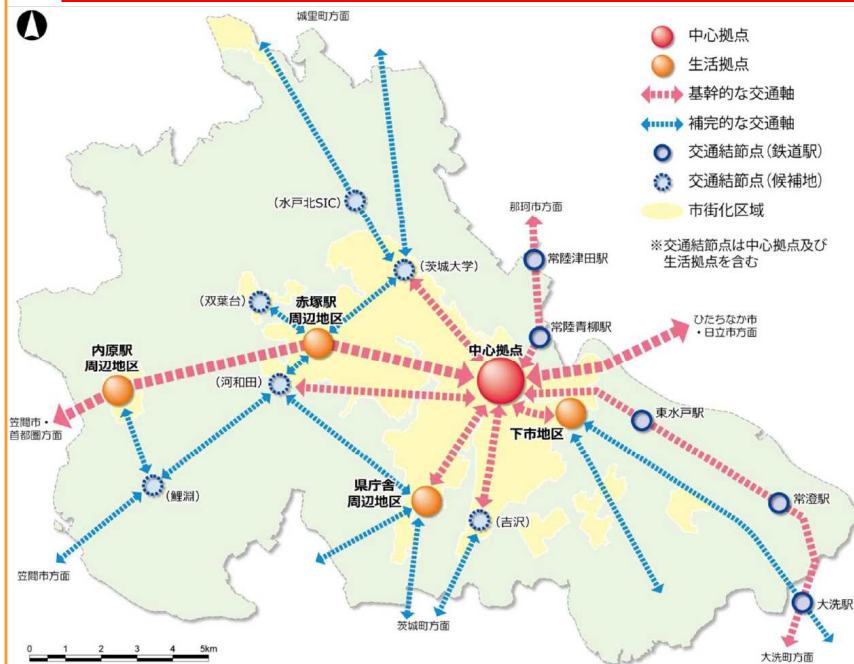 城里町方面
中心拠点
生活拠点
基幹的な交通軸
補完的な交通軸
交通結節点(鉄道駅)
交通結節点(候補地)
市街化区域
※交通結節点は中心拠点及び
生活拠点を含む
(水戸北SIC)
那珂市方面
常陸津田駅
(茨城大学)
(双葉台)
赤塚駅
周辺地区
ひたちなか市
・日立市方面
常陸青柳駅
中心拠点
内原駅
周辺地区
(河和田)
笠間市・
首都圏方面
下市地区
東水戸駅
県庁舎
周辺地区
(鯉淵)
(吉沢)
常澄駅
笠間市方面
大洗駅
茨城町方面
大洗町方面
0 1 2 3 4 5km